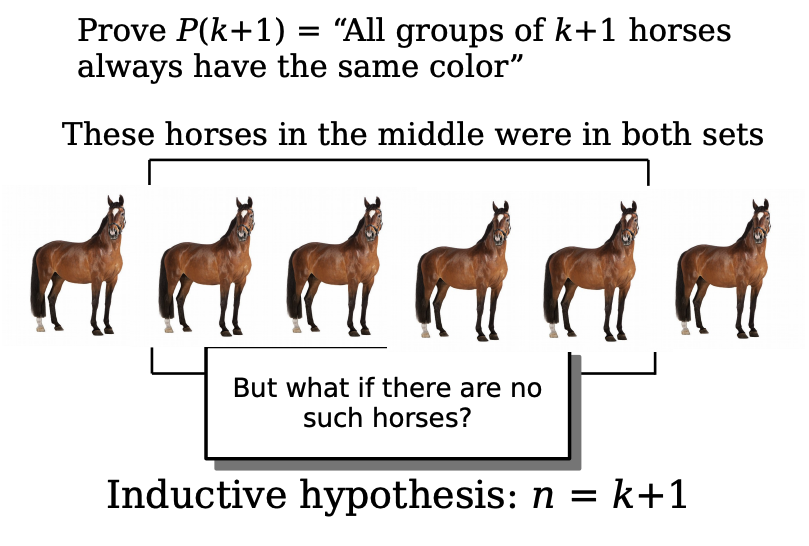 Prove P(k+1) = “All groups of k+1 horses
always have the same color”
These horses in the middle were in both sets
But what if there are no
such horses?
Inductive hypothesis: n = k+1